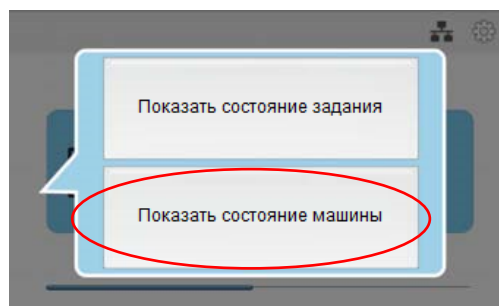 Показать состояние задания
Показать состояние машины